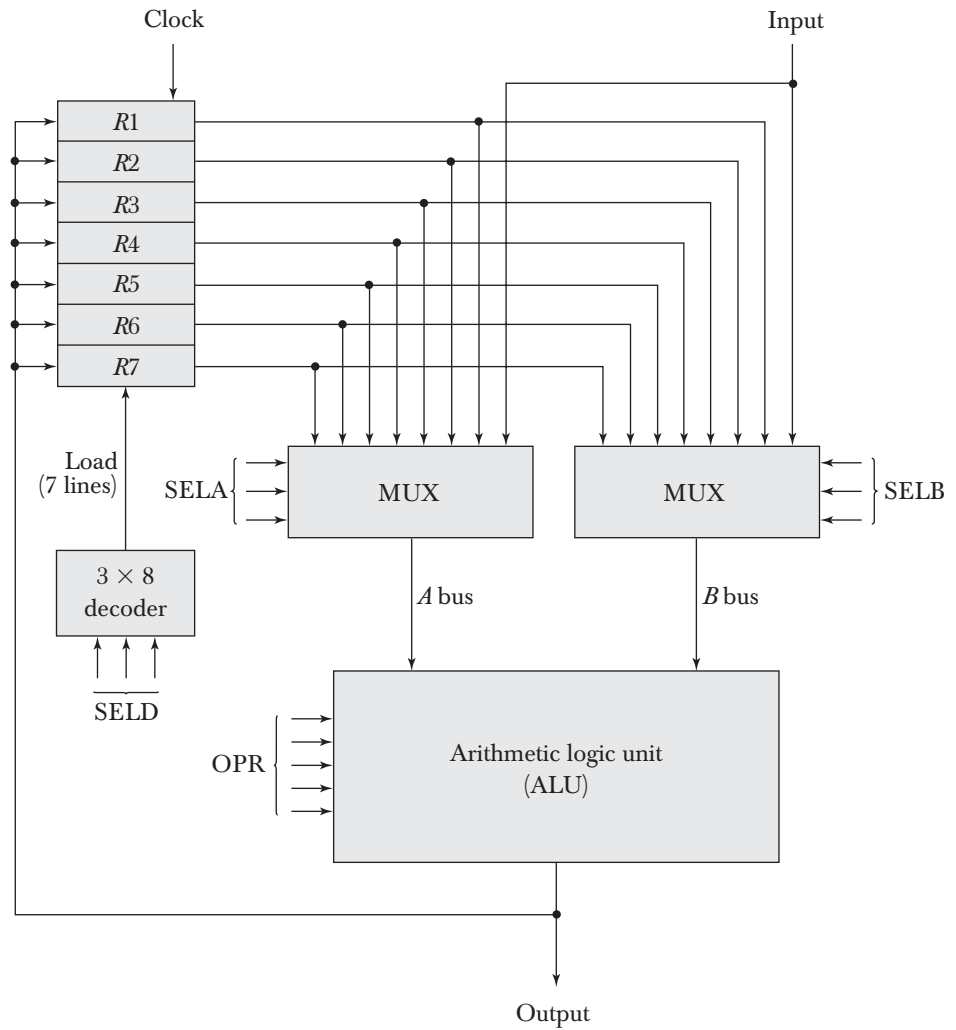 Clock
Input
R1
R2
R3
R4
R5
R6
R7
Load
(7 lines)
SELA
MUX
MUX
SELB
3 × 8
decoder
A bus
B bus
SELD
OPR
Arithmetic logic unit
(ALU)
Output